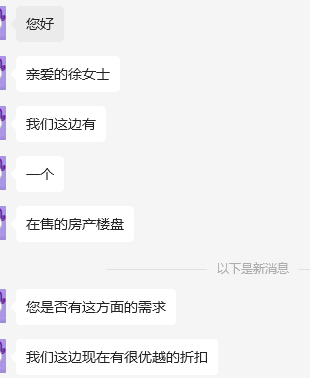 您好
亲爱的徐女士
我们这边有
一个
在售的房产楼盘
以下是新消息
您是否有这方面的需求
我们这边现在有很优越的折扣